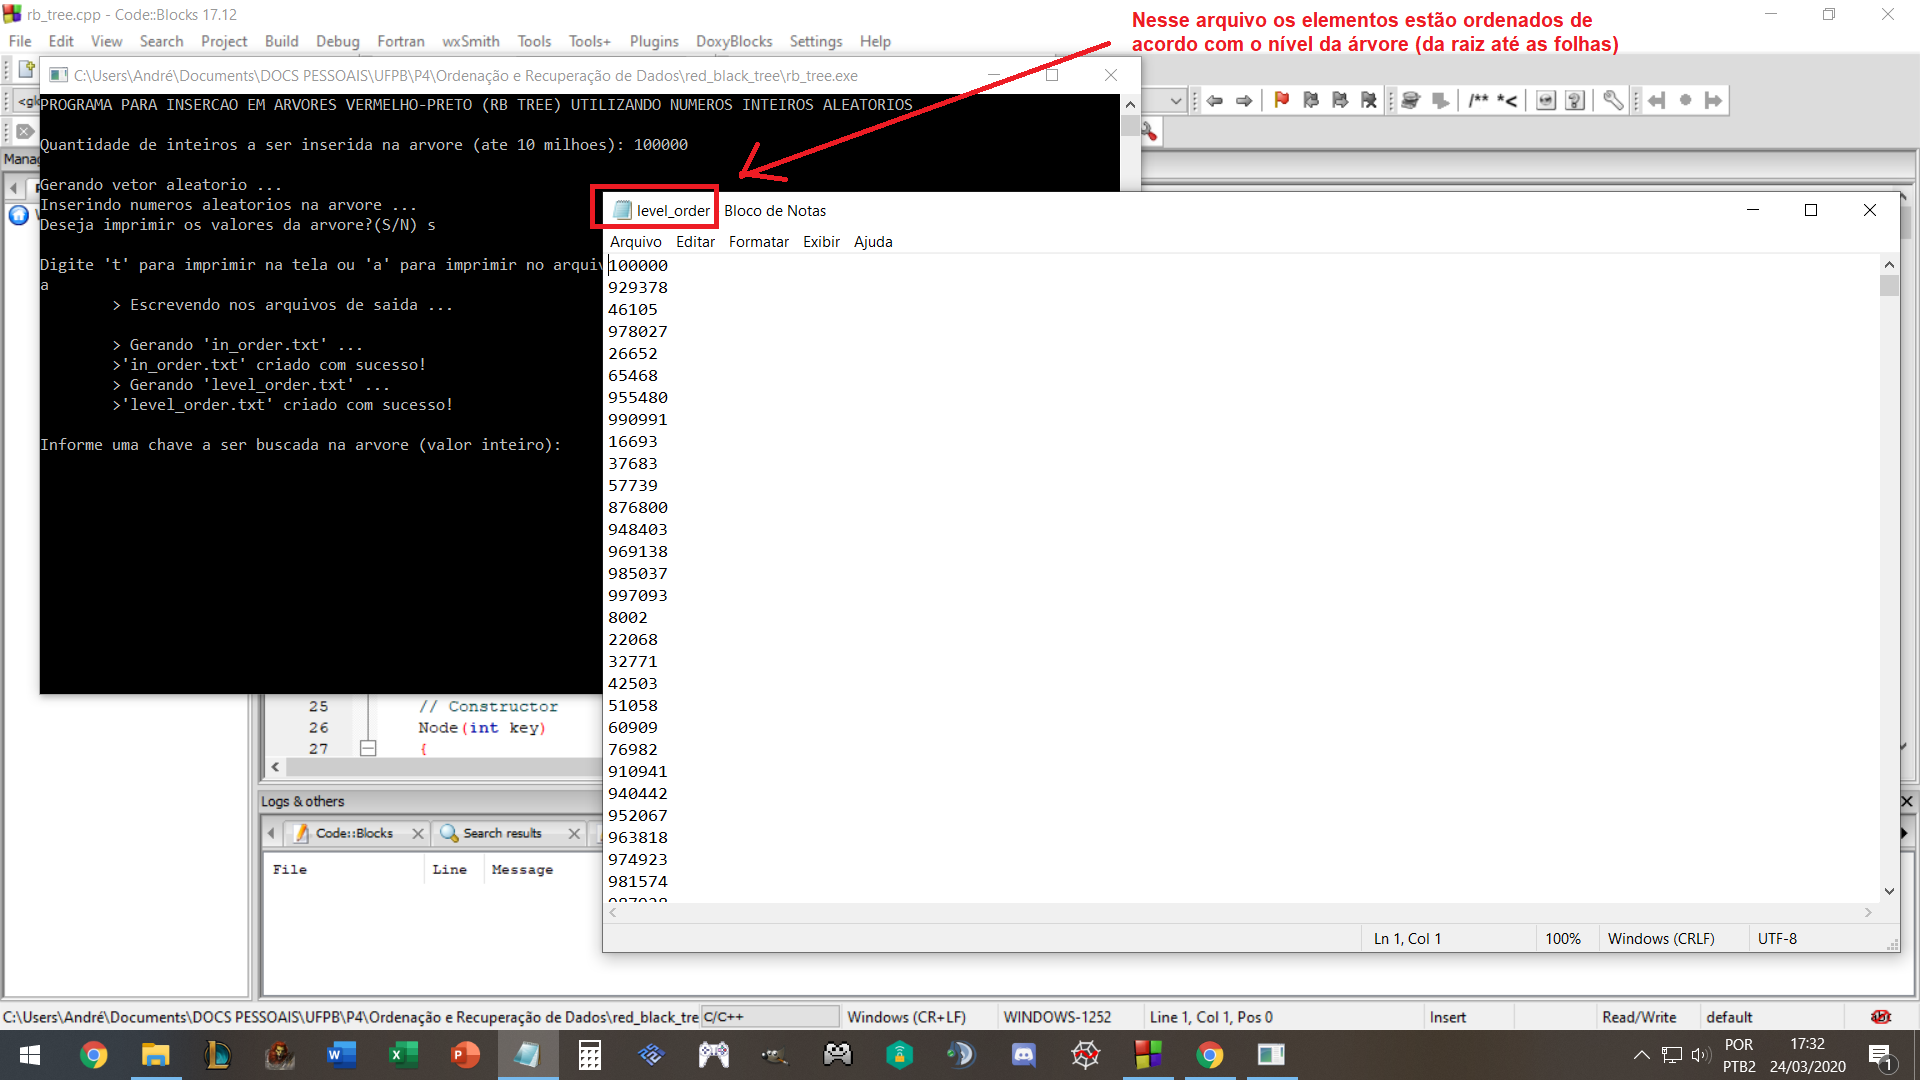 rb_tree.cpp - Code::Blocks 17.12
Nesse arquivo os elementos estão ordenados de
acordo com o nível da árvore (da raiz até as folhas)
File Edit View Search Project Build Debug Fortran wxSmith Tools Tools+ Plugins DoxyBlocks Settings Help
C:\Users\André\Documents\DOCS PESSOAIS\UFPB\P4\Ordenação e Recuperação de Dados\red_black_tree\rb_tree.exe
<glo
/** *<
PROGRAMA PARA INSERCAO EM ARVORES VERMELHO-PRETO (RB TREE) UTILIZANDO NUMEROS INTEIROS ALEATORIOS
Quantidade de inteiros a ser inserida na arvore (ate 10 milhoes): 100000
Manag
Gerando vetor aleatorio ...
Inserindo numeros aleatorios na arvore ...
Deseja imprimir os valores da arvore?(S/N) s
Digite 't' para imprimir na tela ou 'a' para imprimir no arquiv
a
> Escrevendo nos arquivos de saida ...
> Gerando 'in_order.txt' ...
>'in_order.txt' criado com sucesso!
> Gerando 'level_order.txt' ...
>'level_order.txt' criado com sucesso!
Informe uma chave a ser buscada na arvore (valor inteiro):
level_order Bloco de Notas
Arquivo Editar Formatar Exibir Ajuda
100000
929378
46105
978027
26652
65468
955480
990991
16693
37683
57739
876800
948403
969138
985037
997093
8002
22068
32771
42503
51058
60909
76982
910941
940442
952067
963818
974923
981574
Ln 1, Col 1 100% Windows (CRLF) UTF-8
25 // Constructor
26 Node(int key)
27 {
Logs & others
Code::Blocks Search results
File Line Message
C:\Users\André\Documents\DOCS PESSOAIS\UFPB\P4\Ordenação e Recuperação de Dados\red_black_tre C/C++ Windows (CR+LF) WINDOWS-1252 Line 1, Col 1, Pos 0 Insert Read/Write default
POR
PTB2
17:32
24/03/2020
1